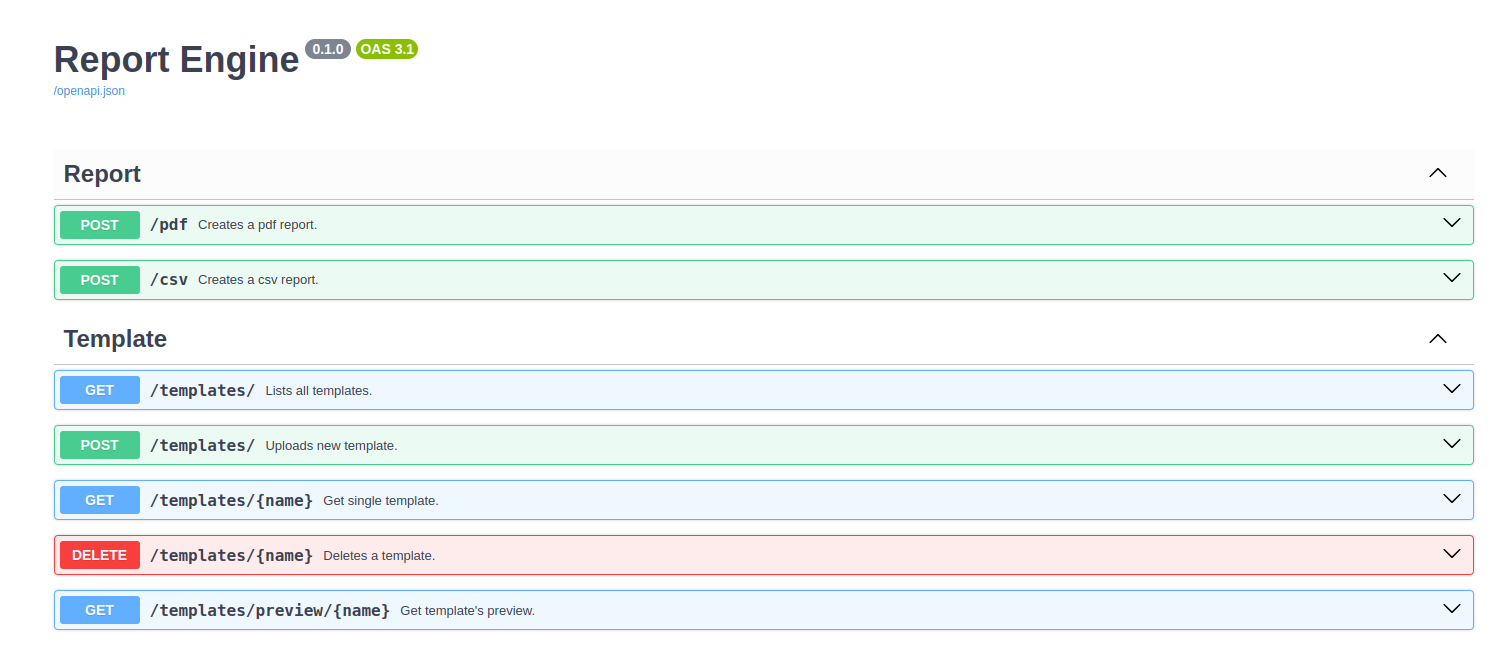 Report Engine 0.1.0 OAS 3.1
/openapi.json
Report
POST /pdf Creates a pdf report.
POST /csv Creates a csv report.
Template
GET /templates/ Lists all templates.
POST /templates/ Uploads new template.
GET /templates/{name} Get single template.
DELETE /templates/{name} Deletes a template.
GET /templates/preview/{name} Get template's preview.